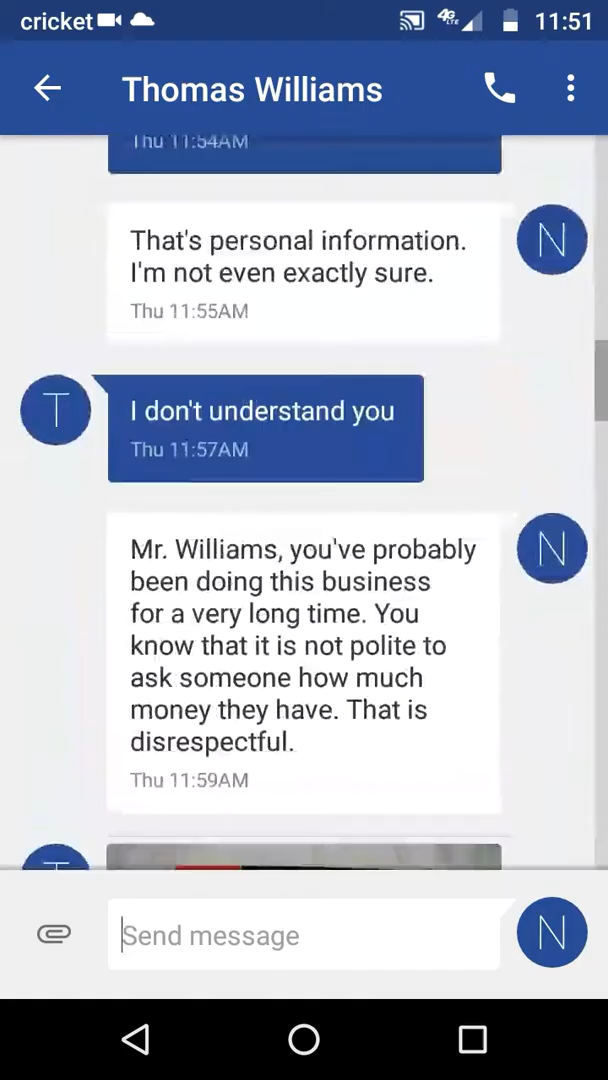 cricket 4G LTE 11:51
Thomas Williams
Thu 11:54AM
That's personal information.
I'm not even exactly sure.
N
Thu 11:55AM
T
I don't understand you
Thu 11:57AM
Mr. Williams, you've probably
N
been doing this business
for a very long time. You
know that it is not polite to
ask someone how much
money they have. That is
disrespectful.
Thu 11:59AM
T
Send message
N